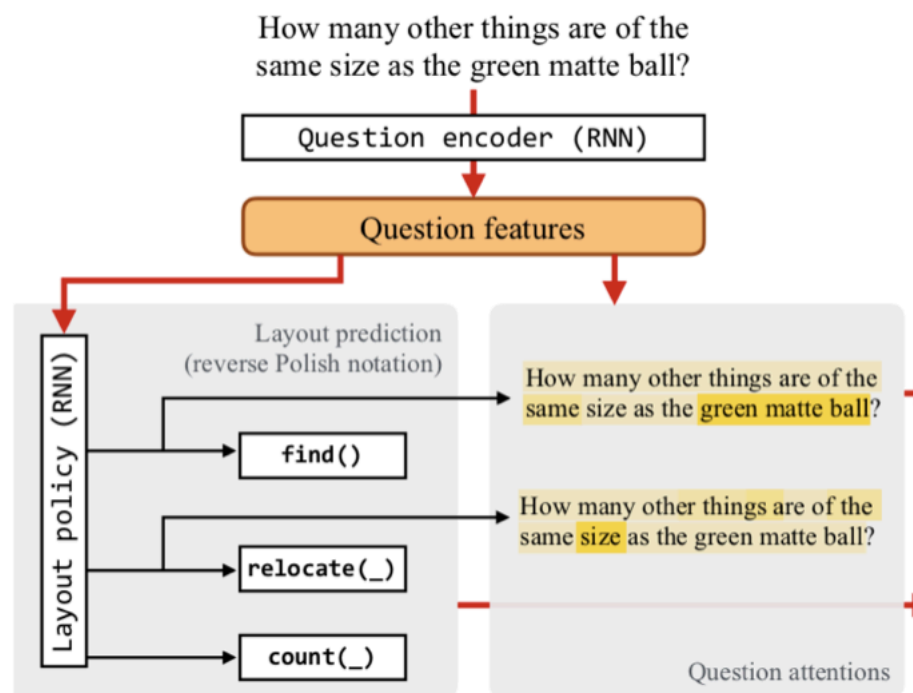 How many other things are of the
same size as the green matte ball?
Question encoder (RNN)
Question features
Layout policy (RNN)
Layout prediction
(reverse Polish notation)
find()
relocate(_)
count(_)
How many other things are of the
same size as the green matte ball?
How many other things are of the
same size as the green matte ball?
Question attentions